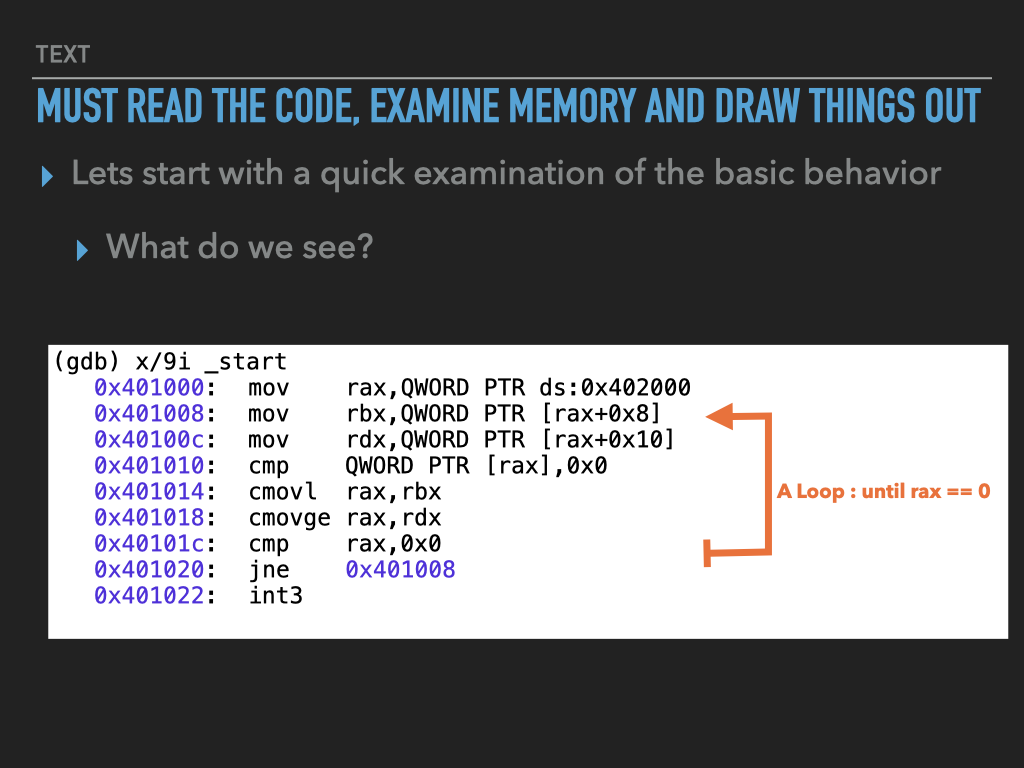 TEXT
MUST READ THE CODE, EXAMINE MEMORY AND DRAW THINGS OUT
Lets start with a quick examination of the basic behavior
What do we see?
(gdb) x/9i _start
0x401000: mov rax,QWORD PTR ds:0x402000
0x401008: mov rbx,QWORD PTR [rax+0x8]
0x40100c: mov rdx,QWORD PTR [rax+0x10]
0x401010: cmp QWORD PTR [rax],0x0
0x401014: cmovl rax,rbx
0x401018: cmovge rax,rdx
0x40101c: cmp rax,0x0
0x401020: jne 0x401008
0x401022: int3
A Loop : until rax == 0